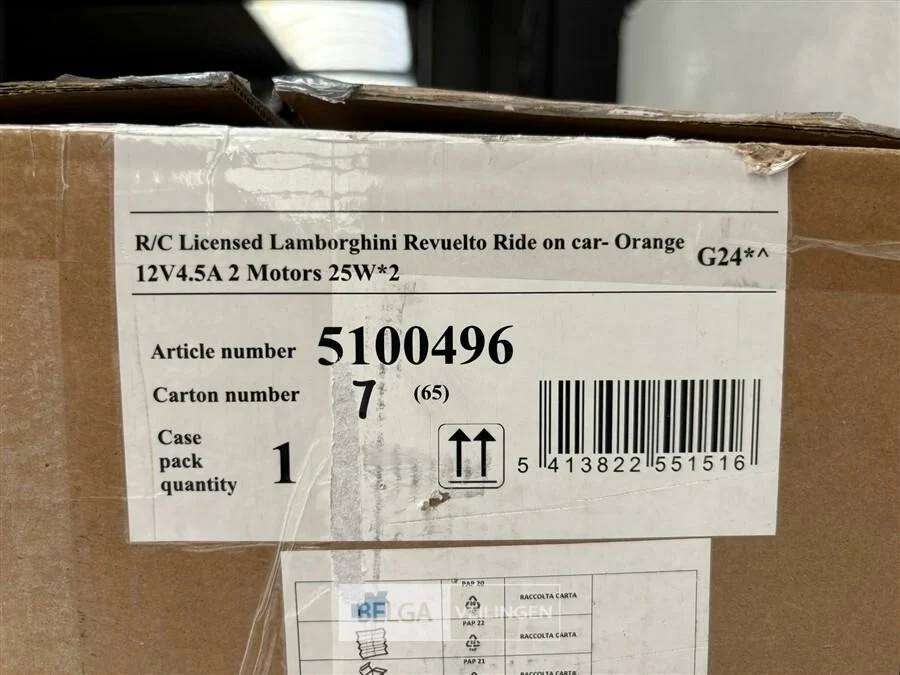 R/C Licensed Lamborghini Revuelto Ride on car- Orange
12V4.5A 2 Motors 25W*2
G24*^
Article number 5100496
Carton number 7 (65)
Case
pack
quantity 1
5 413822 551516
PAP 20
RACCOLTA CARTA
BELGA VEILINGEN
PAP 22
RACCOLTA CARTA
PAP 21
RACCOLTA CARTA